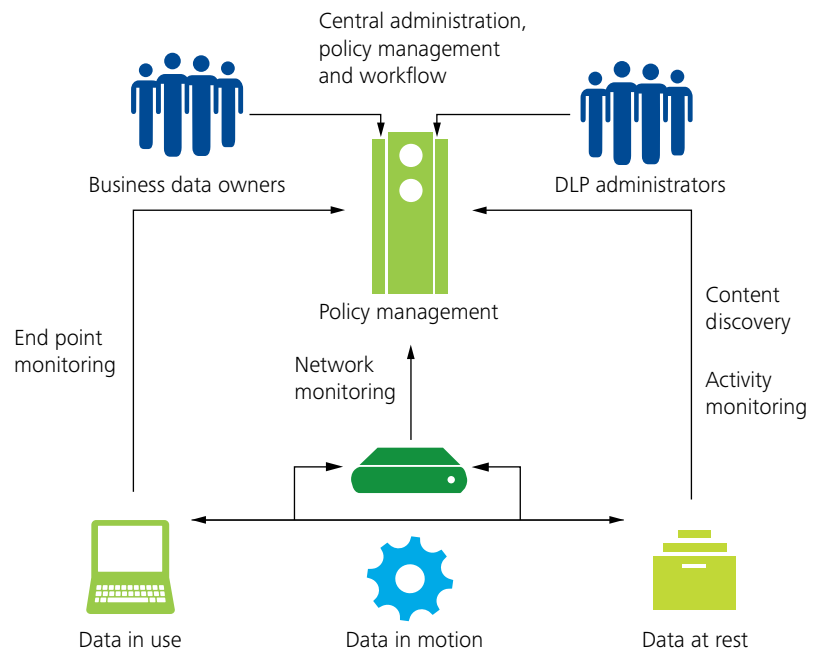 Central administration,
policy management
and workflow
Business data owners
DLP administrators
Policy management
End point
monitoring
Network
monitoring
Content
discovery
Activity
monitoring
Data in use
Data in motion
Data at rest